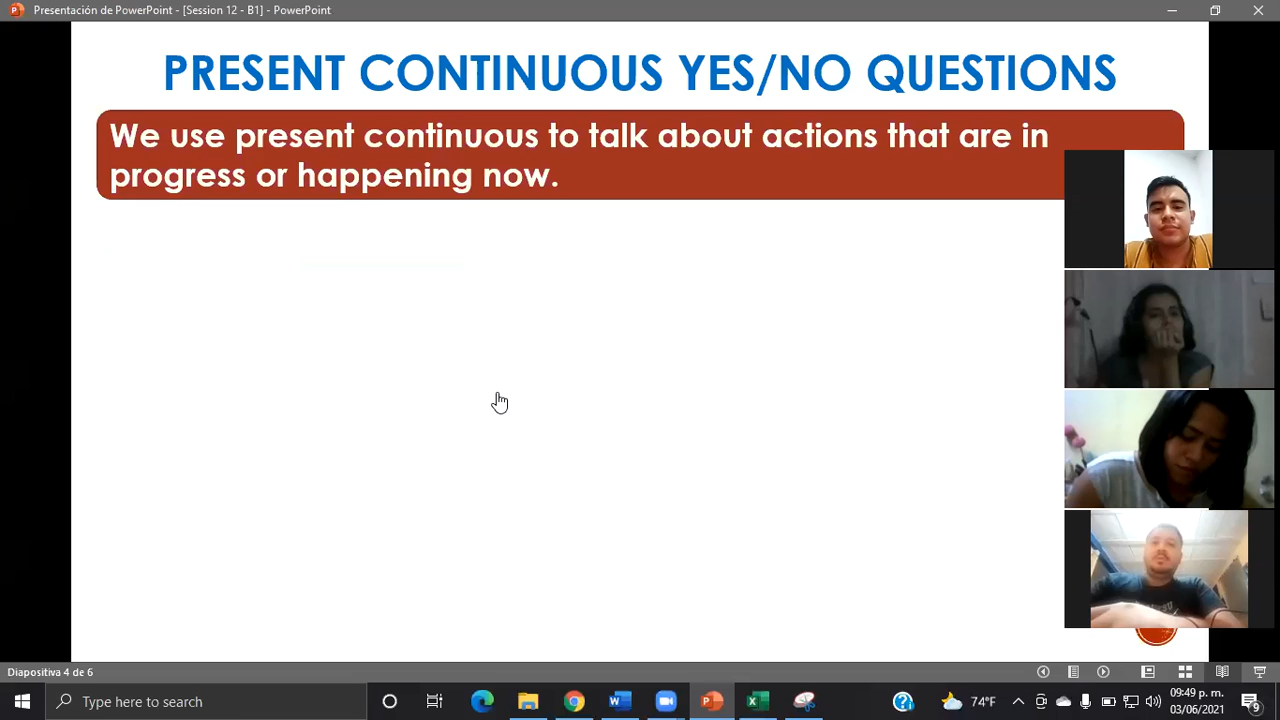 Presentación de PowerPoint - [Session 12 - B1] - PowerPoint
PRESENT CONTINUOUS YES/NO QUESTIONS
We use present continuous to talk about actions that are in
progress or happening now.
Diapositiva 4 de 6
Type here to search
74°F
09:49 p. m.
03/06/2021
9